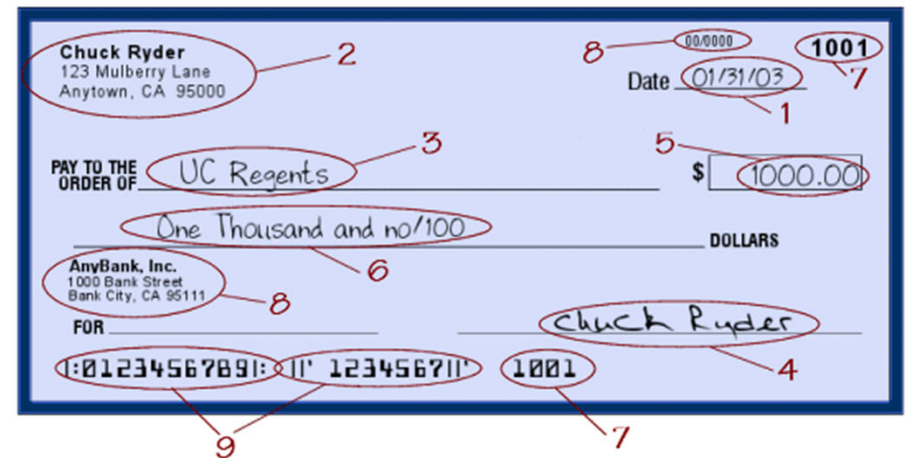 Chuck Ryder
123 Mulberry Lane
Anytown, CA 95000
2
8
00/0000
1001
7
Date 01/31/03
1
PAY TO THE
ORDER OF UC Regents
3
5
$ 1000.00
One Thousand and no/100 DOLLARS
6
AnyBank, Inc.
1000 Bank Street
Bank City, CA 95111
8
FOR
Chuck Ryder
4
|:0123456789|: ||' 1234567||' 1001
9
7